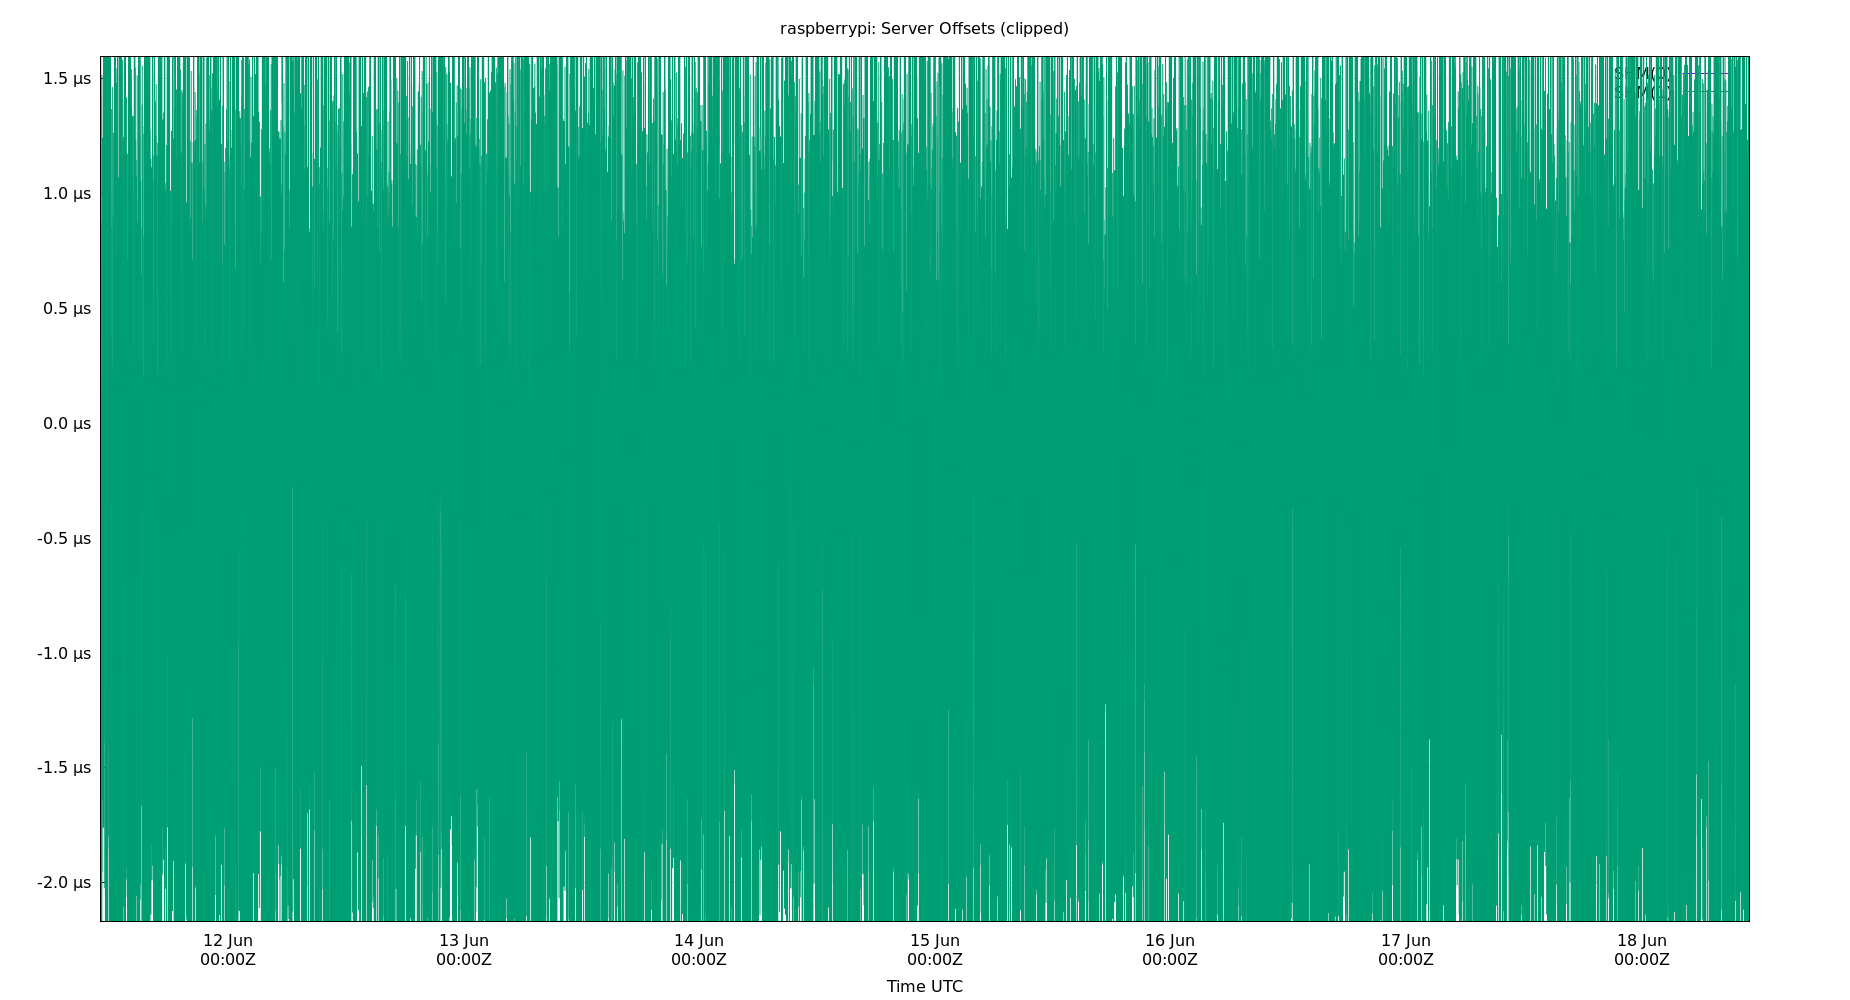 raspberrypi: Server Offsets (clipped)
1.5 µs
1.0 µs
0.5 µs
0.0 µs
-0.5 µs
-1.0 µs
-1.5 µs
-2.0 µs
12 Jun
00:00Z
13 Jun
00:00Z
14 Jun
00:00Z
15 Jun
00:00Z
16 Jun
00:00Z
17 Jun
00:00Z
18 Jun
00:00Z
Time UTC